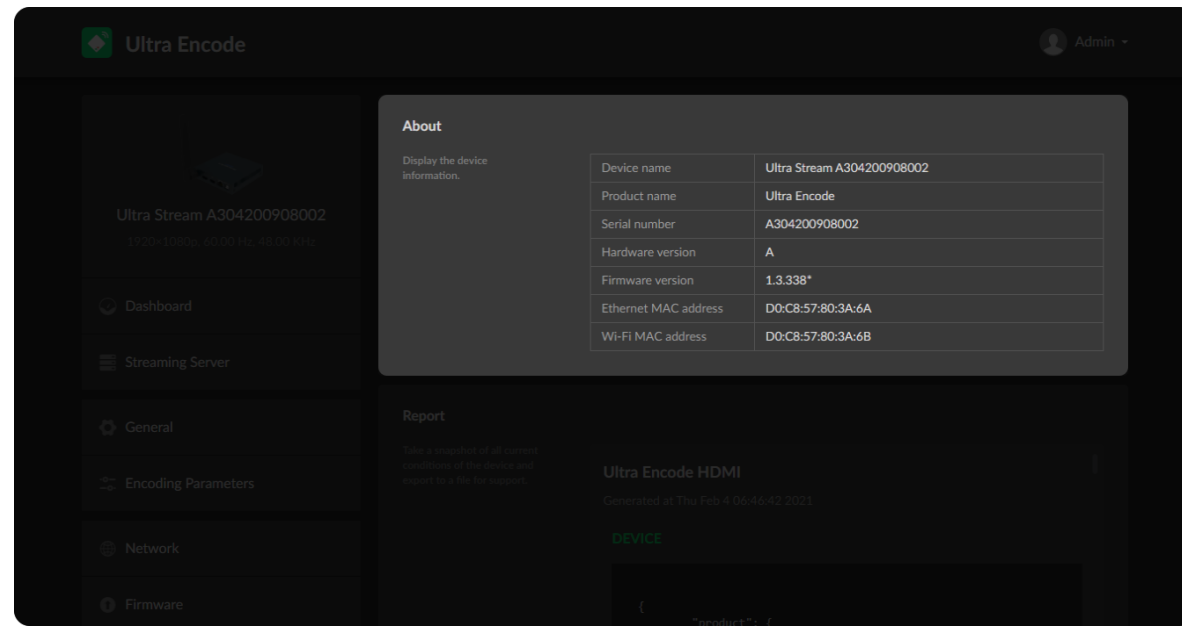 Ultra Encode
Admin
Ultra Stream A304200908002
1920×1080p, 60.00 Hz, 48.00 KHz
Dashboard
Streaming Server
General
Encoding Parameters
Network
Firmware
About
Display the device
information.
Device name Ultra Stream A304200908002
Product name Ultra Encode
Serial number A304200908002
Hardware version A
Firmware version 1.3.338*
Ethernet MAC address D0:C8:57:80:3A:6A
Wi-Fi MAC address D0:C8:57:80:3A:6B
Report
Take a snapshot of all current
conditions of the device and
export to a file for support.
Ultra Encode HDMI
Generated at Thu Feb 4 06:46:42 2021
DEVICE
{
"product": {